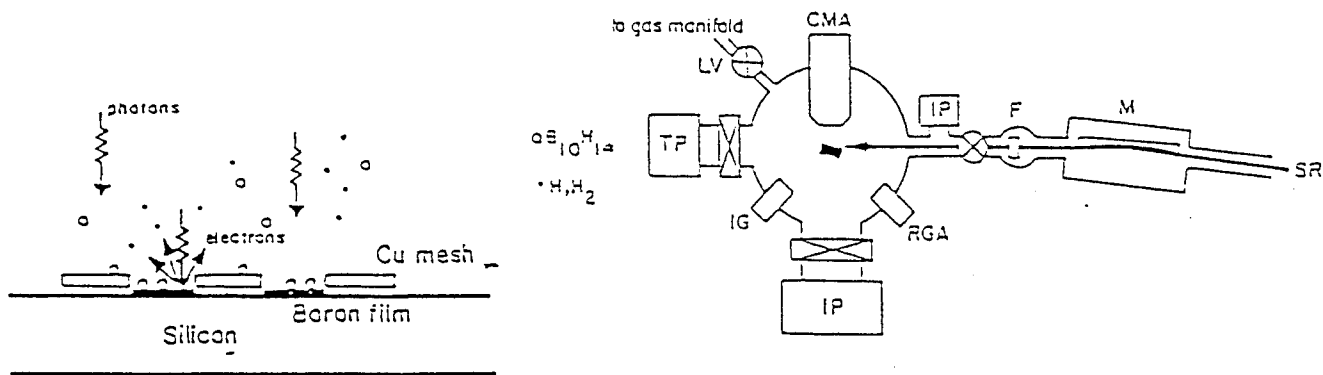 photons
electrons
Cu mesh
Boron film
Silicon
oB10H14
•H,H2
to gas manifold
LV
CMA
TP
IP
F
M
SR
IG
RGA
IP